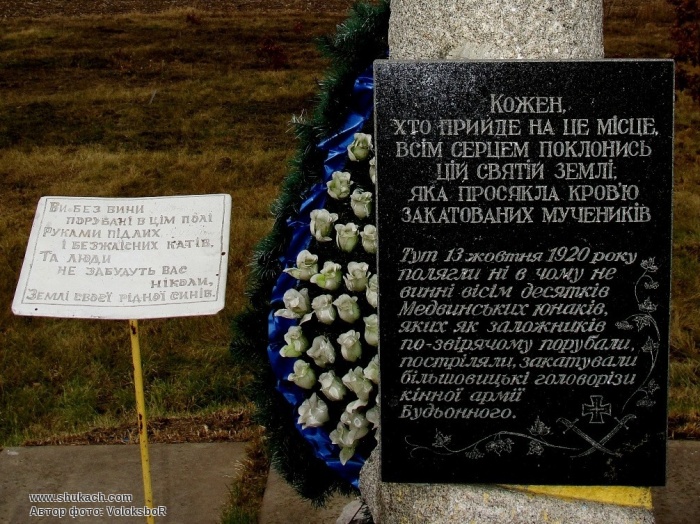 Ви без вини
порубані в цім полі
Руками підлих
і безжаісних катів.
Та люди
не забудуть вас
ніколи,
Землі своєї рідної синів.
Кожен,
хто прийде на це місце,
всім серцем поклонись
цій святій землі,
яка просякла кров'ю
закатованих мучеників
Тут 13 жовтня 1920 року
полягли ні в чому не
винні вісім десятків
Медвинських юнаків,
яких як заложників
по-звірячому порубали,
постріляли, закатували
більшовицькі головорізи
кінної армії
Будьонного.
www.shukach.com
Автор фото: VoloksboR